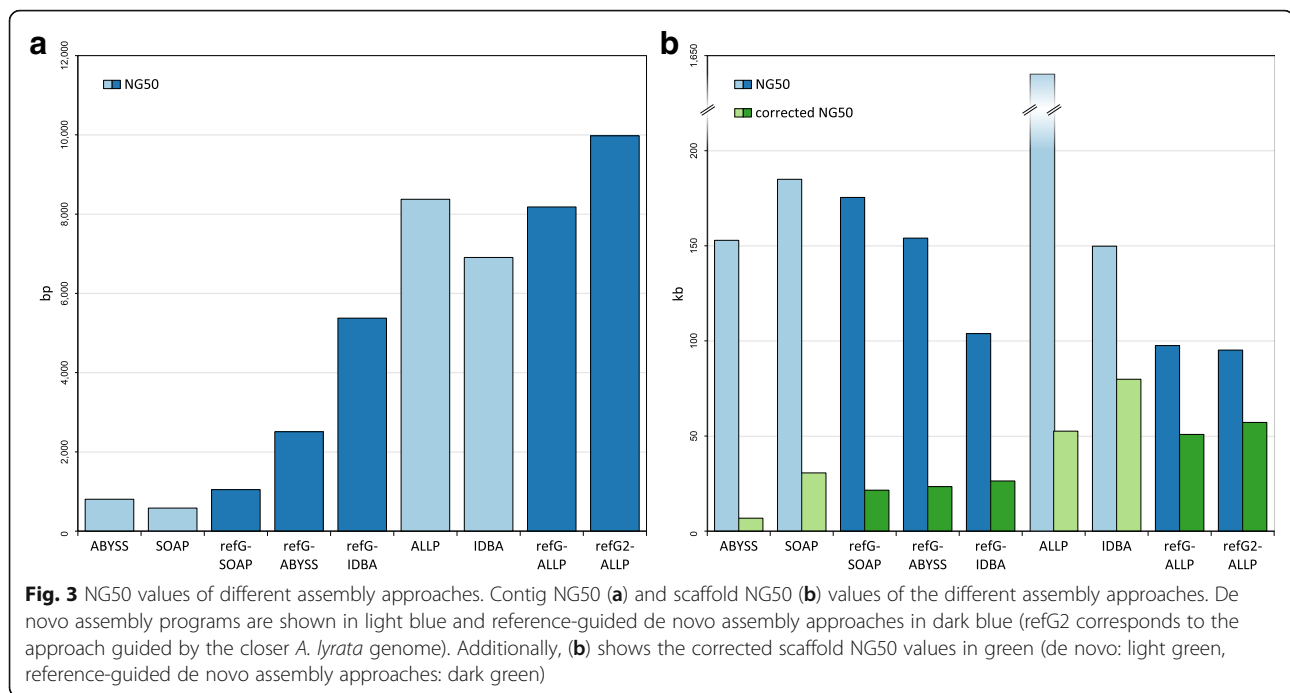 a
12,000
10,000
8,000
6,000
4,000
2,000
0
bp
NG50
ABYSS
SOAP
refG-
SOAP
refG-
ABYSS
refG-
IDBA
ALLP
IDBA
refG-
ALLP
refG2-
ALLP
b
1,650
200
150
100
50
0
kb
NG50
corrected NG50
ABYSS
SOAP
refG-
SOAP
refG-
ABYSS
refG-
IDBA
ALLP
IDBA
refG-
ALLP
refG2-
ALLP
Fig. 3 NG50 values of different assembly approaches. Contig NG50 (a) and scaffold NG50 (b) values of the different assembly approaches. De
novo assembly programs are shown in light blue and reference-guided de novo assembly approaches in dark blue (refG2 corresponds to the
approach guided by the closer A. lyrata genome). Additionally, (b) shows the corrected scaffold NG50 values in green (de novo: light green,
reference-guided de novo assembly approaches: dark green)